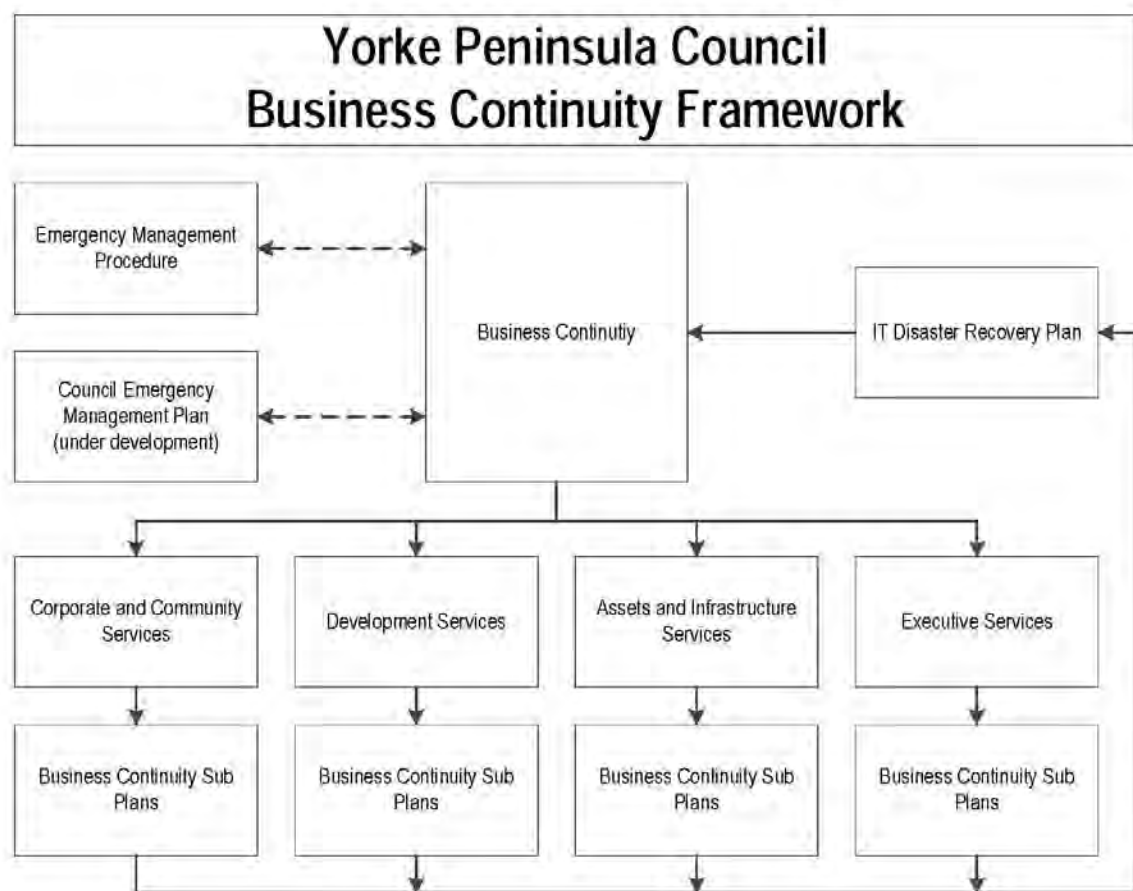 Yorke Peninsula Council
Business Continuity Framework
Emergency Management
Procedure
Business Continutiy
IT Disaster Recovery Plan
Council Emergency
Management Plan
(under development)
Corporate and Community
Services
Development Services
Assets and Infrastructure
Services
Executive Services
Business Continuity Sub
Plans
Business Continuity Sub
Plans
Business Continuity Sub
Plans
Business Continuity Sub
Plans